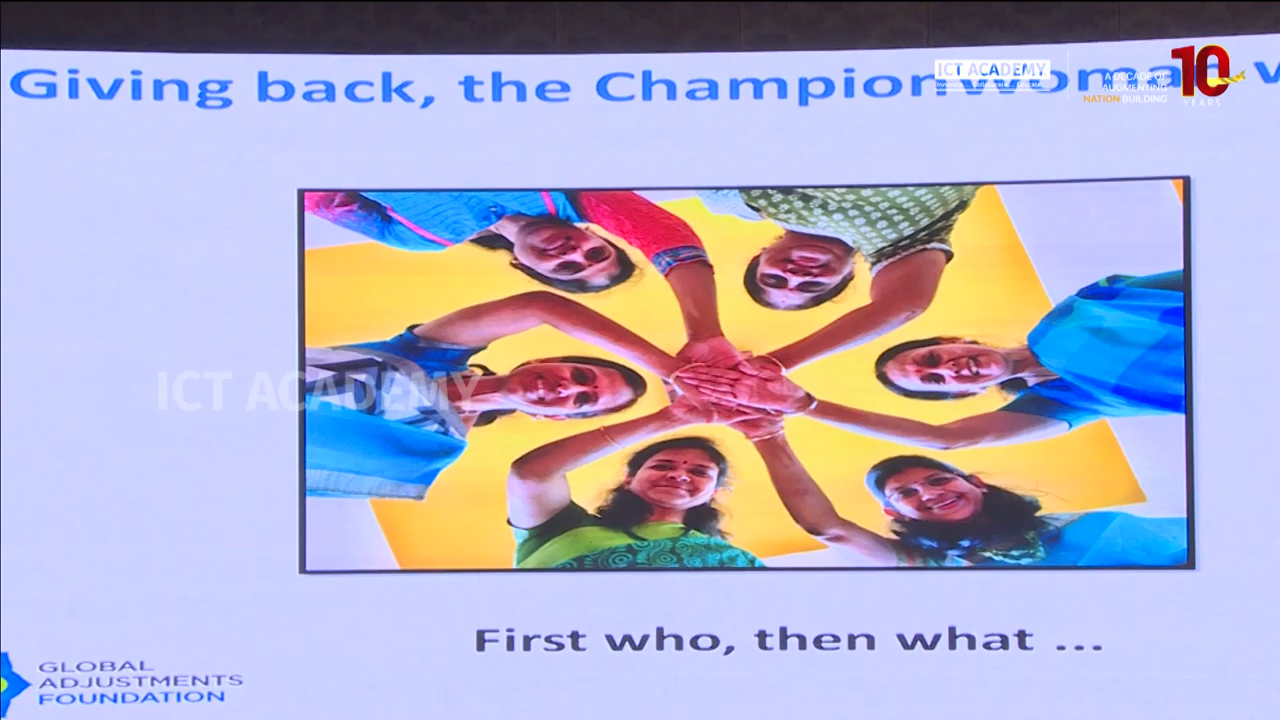 Giving back, the Champion woman
ICT ACADEMY
A DECADE OF
AUGMENTING
NATION BUILDING
10
YEARS
ICT ACADEMY
First who, then what ...
GLOBAL
ADJUSTMENTS
FOUNDATION